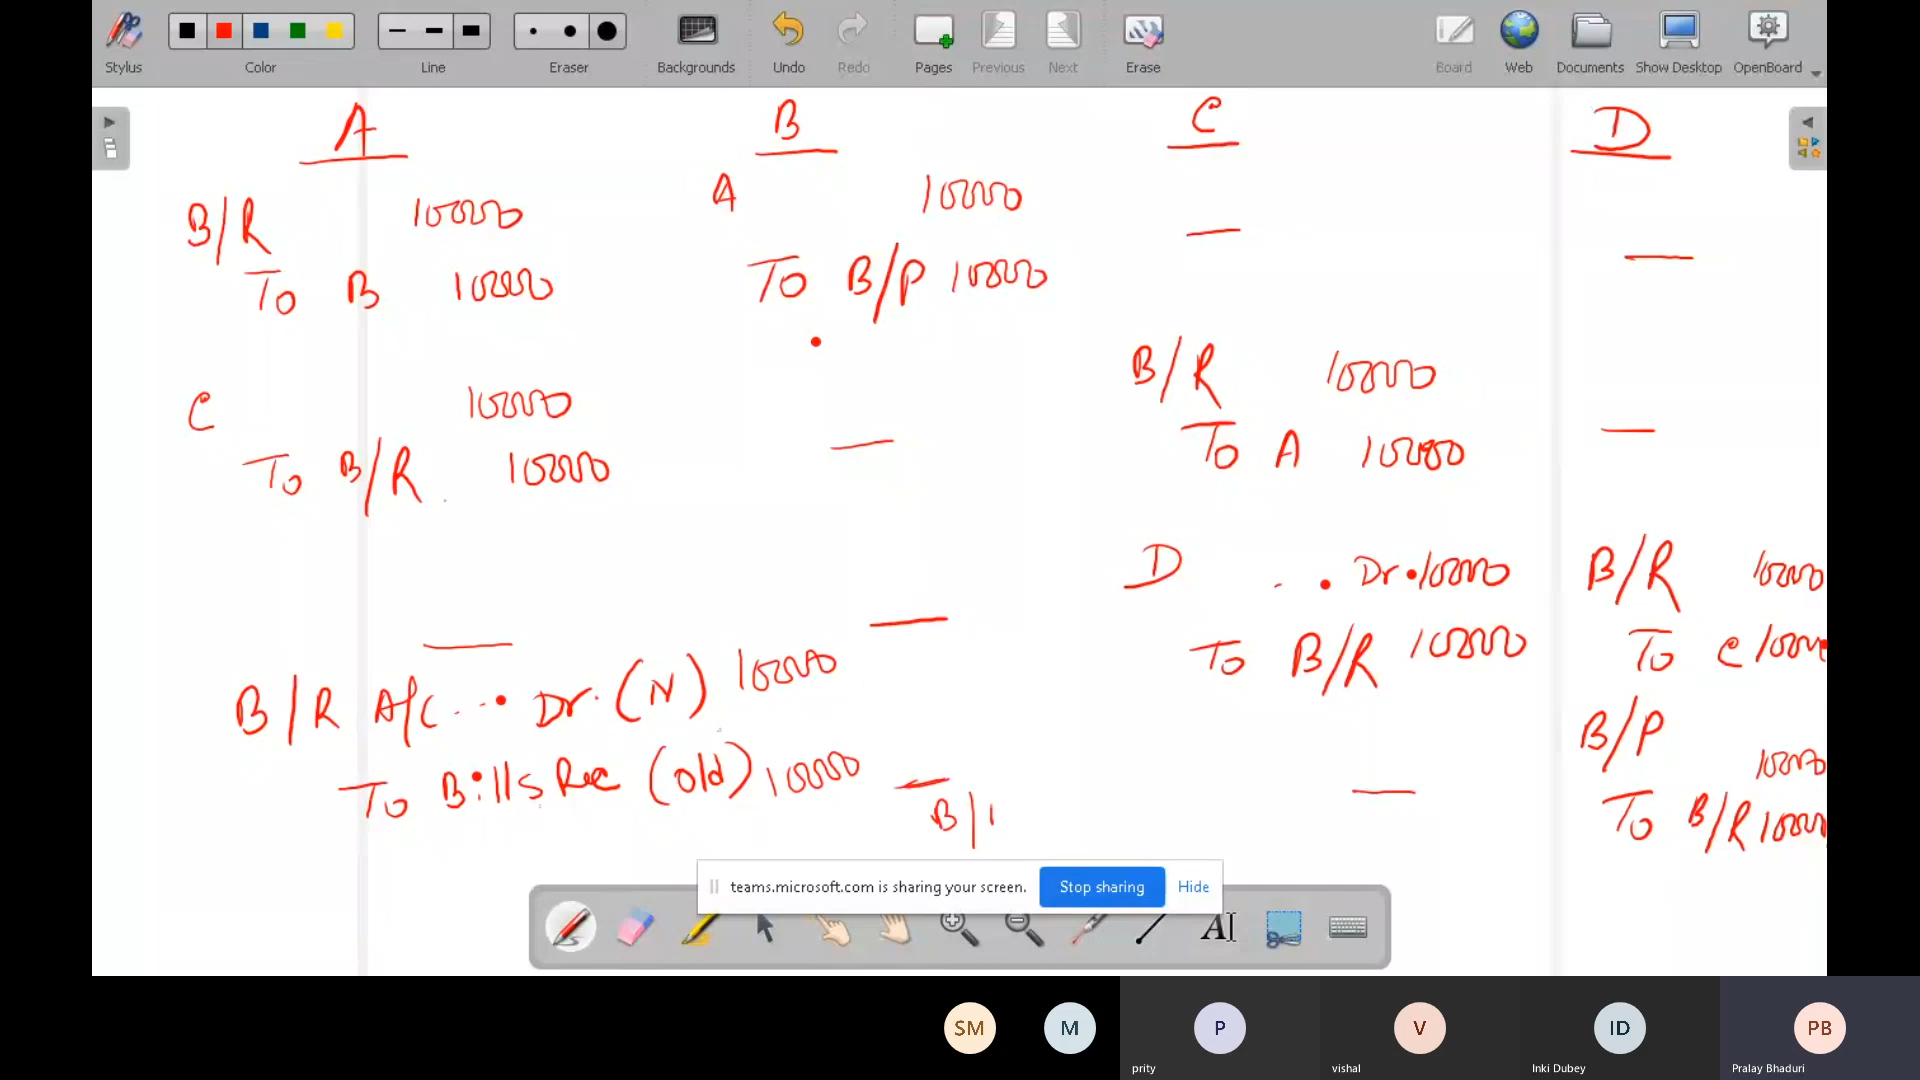 Stylus
Color
Line
Eraser
Backgrounds
Undo
Redo
Pages
Previous
Next
Erase
Board
Web
Documents
Show Desktop
OpenBoard
A
B
C
D
B/R 10000
To B 10000
A 10000
To B/P 10000
C 10000
To B/R 10000
B/R 10000
To A 10000
D .. Dr. 10000
To B/R 10000
B/R 10000
To C 1000
B/P 10000
To B/R 10000
B/R A/C ... Dr. (N) 10000
To Bills Rec (old) 10000
B/
teams.microsoft.com is sharing your screen.
Stop sharing
Hide
A
SM
M
P
V
ID
PB
prity
vishal
Inki Dubey
Pralay Bhaduri